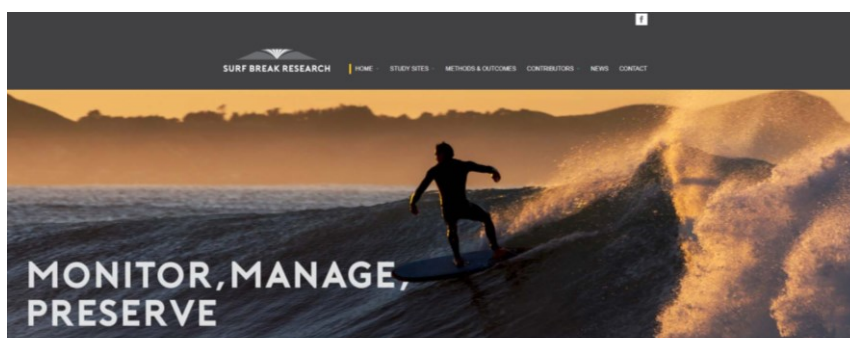 f
SURF BREAK RESEARCH
HOME
STUDY SITES
METHODS & OUTCOMES
CONTRIBUTORS
NEWS
CONTACT
MONITOR, MANAGE,
PRESERVE